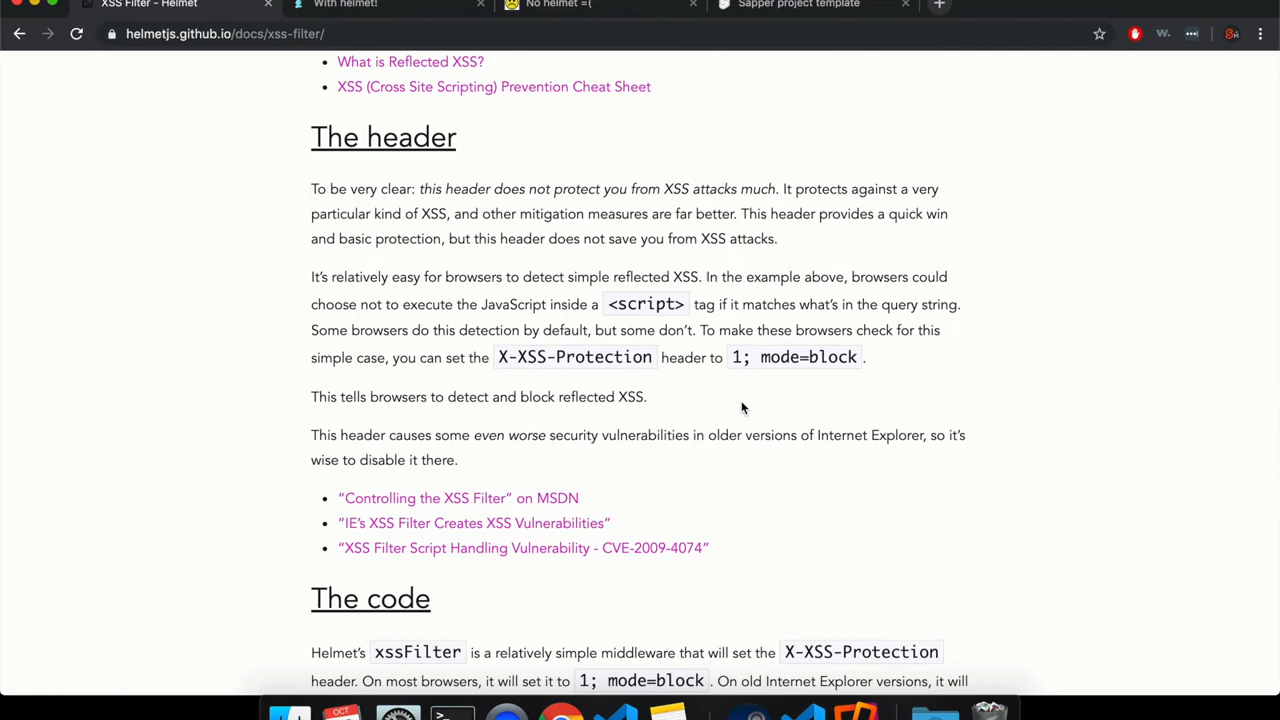 XSS Filter - Helmet
With helmet!
No helmet =(
Sapper project template
helmetjs.github.io/docs/xss-filter/
What is Reflected XSS?
XSS (Cross Site Scripting) Prevention Cheat Sheet
The header
To be very clear: this header does not protect you from XSS attacks much. It protects against a very
particular kind of XSS, and other mitigation measures are far better. This header provides a quick win
and basic protection, but this header does not save you from XSS attacks.
It’s relatively easy for browsers to detect simple reflected XSS. In the example above, browsers could
choose not to execute the JavaScript inside a <script> tag if it matches what’s in the query string.
Some browsers do this detection by default, but some don’t. To make these browsers check for this
simple case, you can set the X-XSS-Protection header to 1; mode=block.
This tells browsers to detect and block reflected XSS.
This header causes some even worse security vulnerabilities in older versions of Internet Explorer, so it’s
wise to disable it there.
“Controlling the XSS Filter” on MSDN
“IE’s XSS Filter Creates XSS Vulnerabilities”
“XSS Filter Script Handling Vulnerability - CVE-2009-4074”
The code
Helmet’s xssFilter is a relatively simple middleware that will set the X-XSS-Protection
header. On most browsers, it will set it to 1; mode=block. On old Internet Explorer versions, it will
OCT